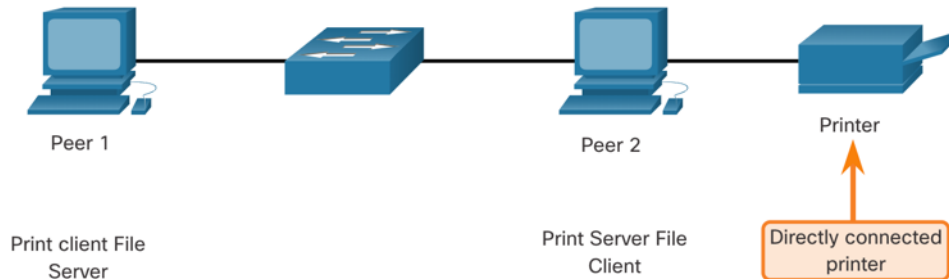 Peer 1
Peer 2
Printer
Print client File
Server
Print Server File
Client
Directly connected
printer